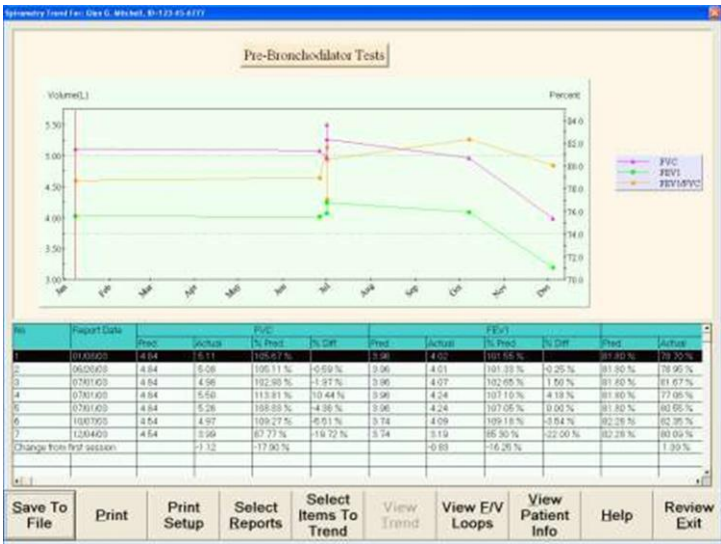 Spirometry Trend For: Glen G. Mitchell, ID=123-45-6777
Pre-Bronchodilator Tests
Volume(L) Percent
5.50
5.00
4.50
4.00
3.50
3.00
84.0
82.0
80.0
78.0
76.0
74.0
72.0
70.0
Jan Feb Mar Apr May Jun Jul Aug Sep Oct Nov Dec
FVC
FEV1
FEV1/FVC
No Report Date FVC FEV1
Pred Actual % Pred % Diff Pred Actual % Pred % Diff Pred Actual
1 4.84 5.11 105.67 % 3.96 4.02 101.55 % 81.80 % 78.70 %
2 06/26/03 4.84 5.08 105.11 % -0.59 % 3.96 4.01 101.33 % -0.25 % 81.80 % 78.95 %
3 07/01/03 4.84 4.98 102.98 % -1.97 % 3.96 4.07 102.65 % 1.50 % 81.80 % 81.67 %
4 07/01/03 4.84 5.50 113.81 % 10.44 % 3.96 4.24 107.10 % 4.18 % 81.80 % 77.06 %
5 07/01/03 4.84 5.26 -4.36 % 3.96 4.24 107.05 % 0.00 % 81.80 % 80.55 %
6 10/07/03 4.54 4.97 109.27 % -5.51 % 3.74 4.09 109.18 % -3.54 % 82.28 % 82.35 %
7 12/04/03 4.54 3.99 87.77 % -19.72 % 3.74 3.19 85.30 % -22.00 % 82.28 % 80.09 %
Change from first session -1.12 -17.90 % -0.83 -16.25 %
Save To File
Print
Print Setup
Select Reports
Select Items To Trend
View Trend
View F/V Loops
View Patient Info
Help
Review Exit